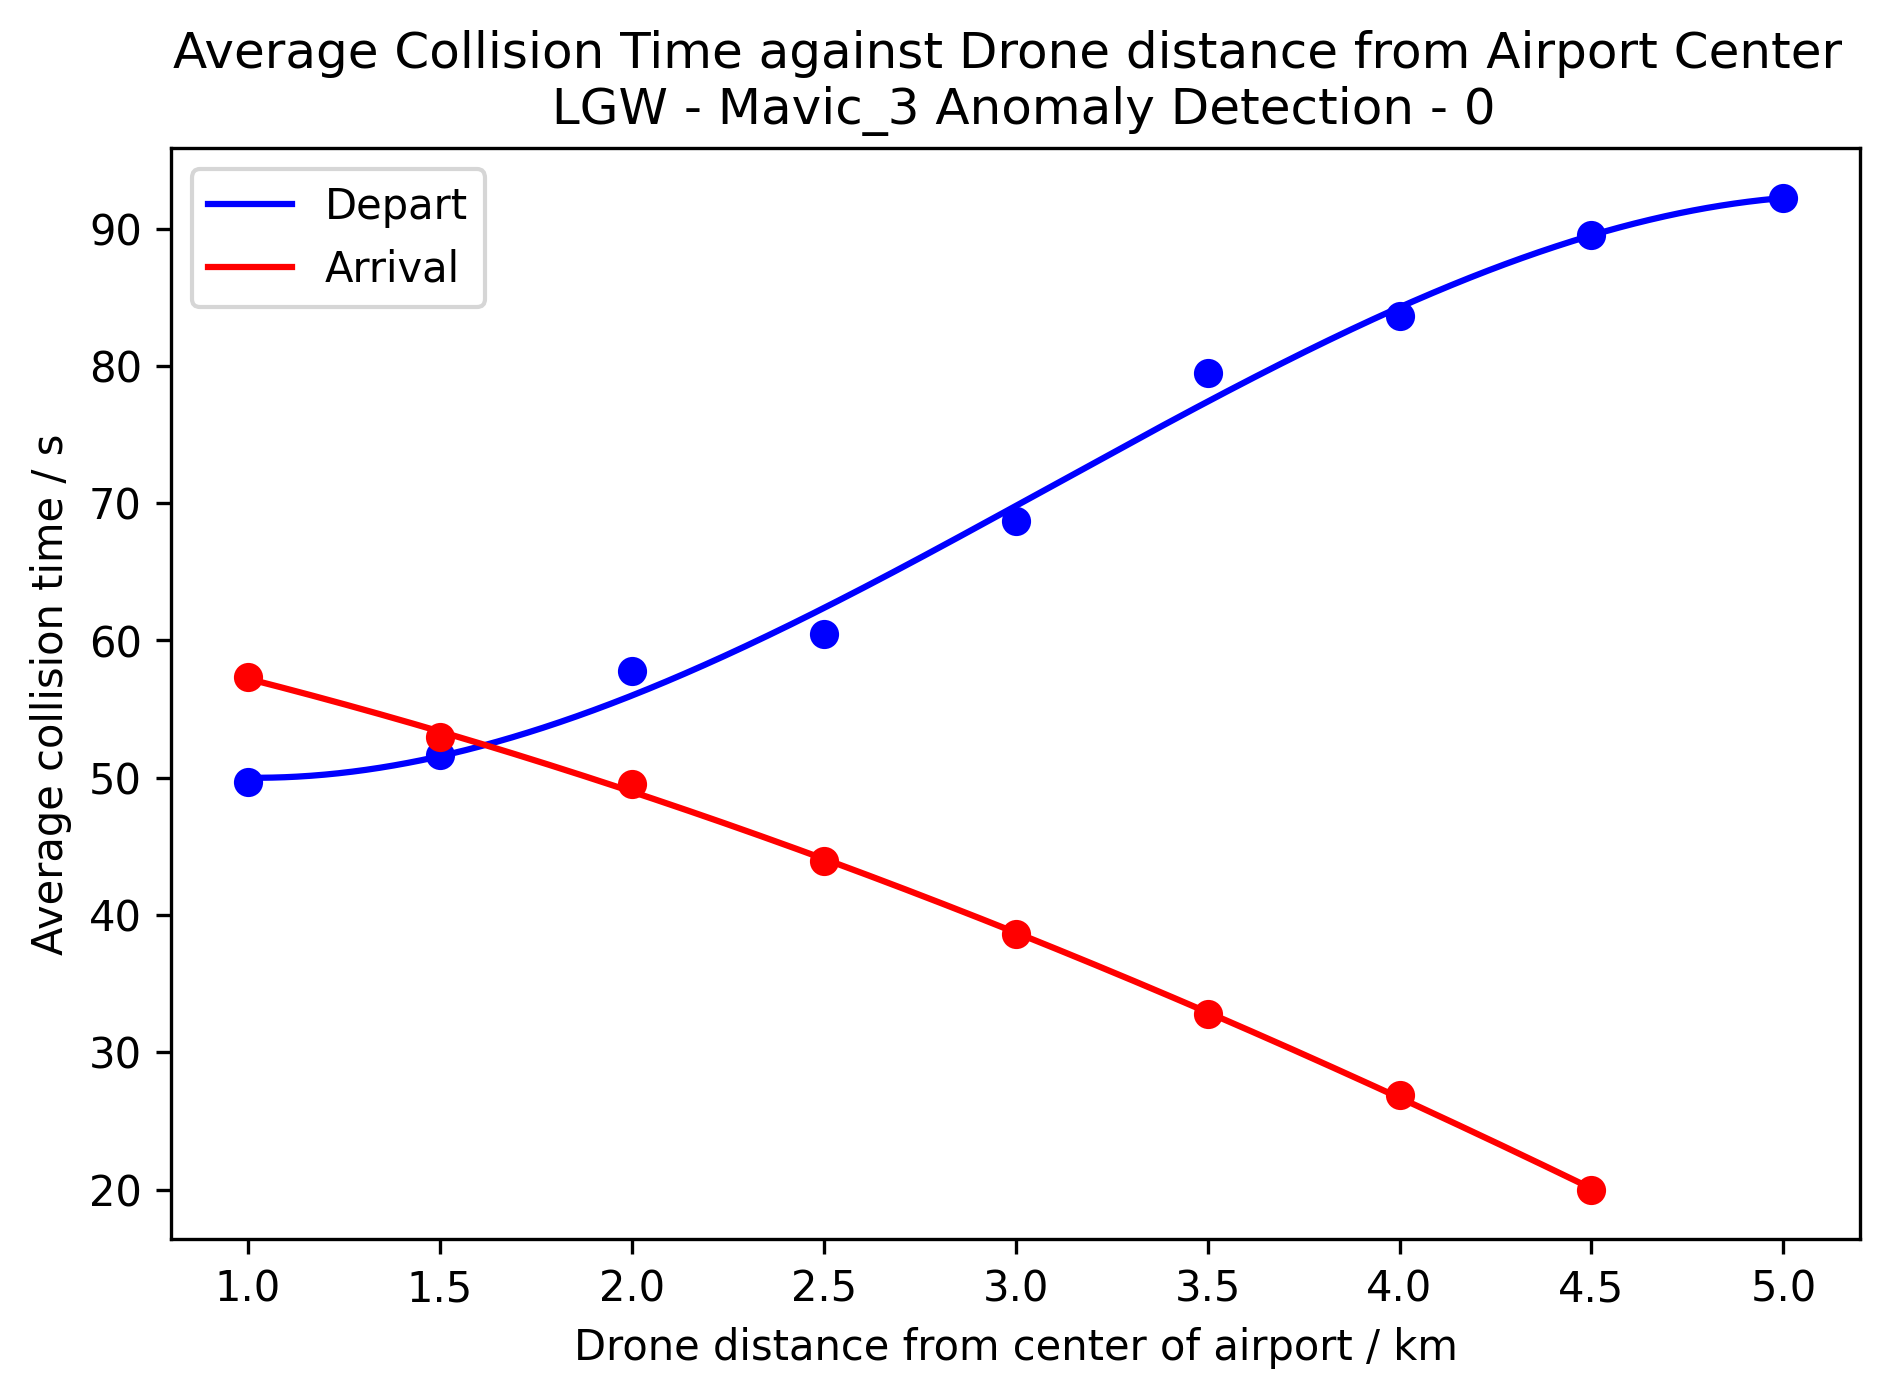 Average Collision Time against Drone distance from Airport Center
LGW - Mavic_3 Anomaly Detection - 0
Depart
Arrival
Average collision time / s
90
80
70
60
50
40
30
20
1.0 1.5 2.0 2.5 3.0 3.5 4.0 4.5 5.0
Drone distance from center of airport / km